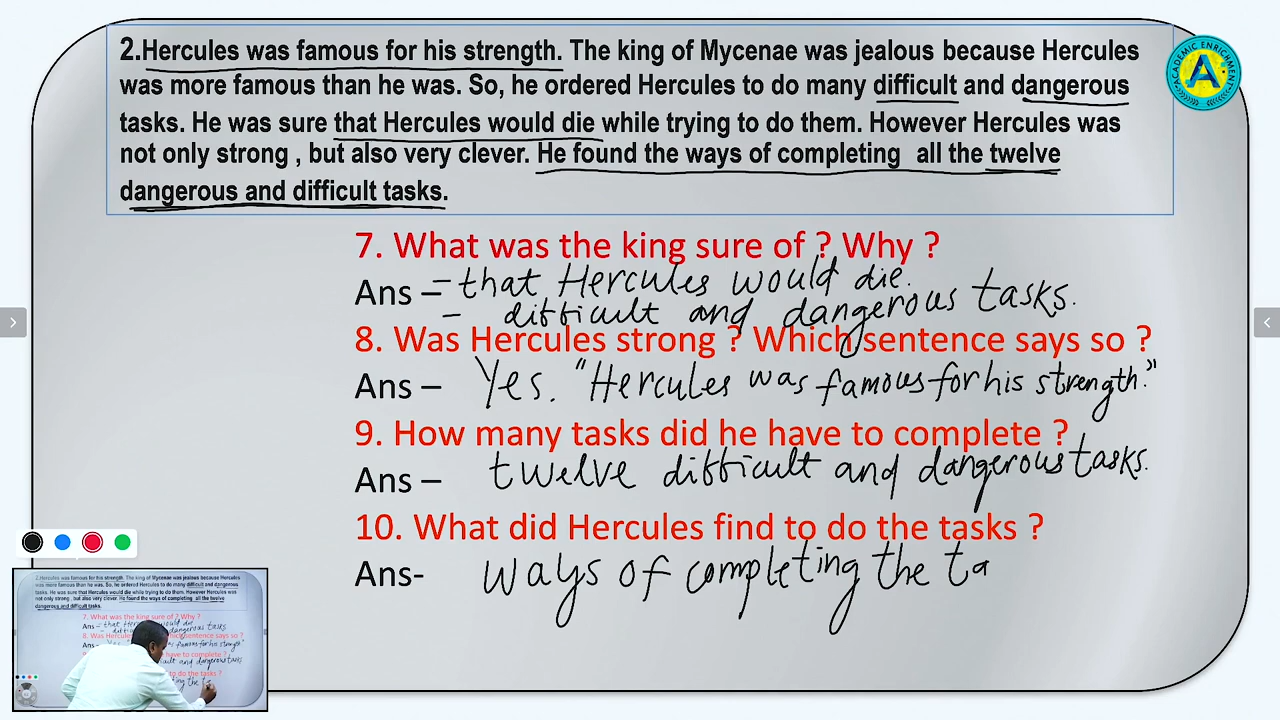 2.Hercules was famous for his strength. The king of Mycenae was jealous because Hercules
was more famous than he was. So, he ordered Hercules to do many difficult and dangerous
tasks. He was sure that Hercules would die while trying to do them. However Hercules was
not only strong , but also very clever. He found the ways of completing all the twelve
dangerous and difficult tasks.
ACADEMIC ENRICHMENT
A
7. What was the king sure of ? Why ?
Ans – – that Hercules would die.
– difficult and dangerous tasks.
8. Was Hercules strong ? Which sentence says so ?
Ans – Yes. "Hercules was famous for his strength."
9. How many tasks did he have to complete ?
Ans – twelve difficult and dangerous tasks.
10. What did Hercules find to do the tasks ?
Ans- ways of completing the ta